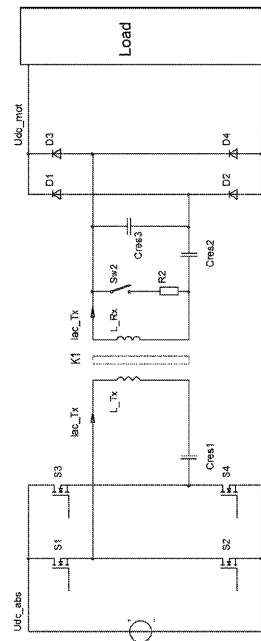 Udc_abs
S1
S3
S2
S4
Cres1
Iac_Tx
L_Tx
K1
L_Rx
Iac_Tx
Sw2
R2
Cres3
Cres2
Udc_mot
D1
D3
D2
D4
Load